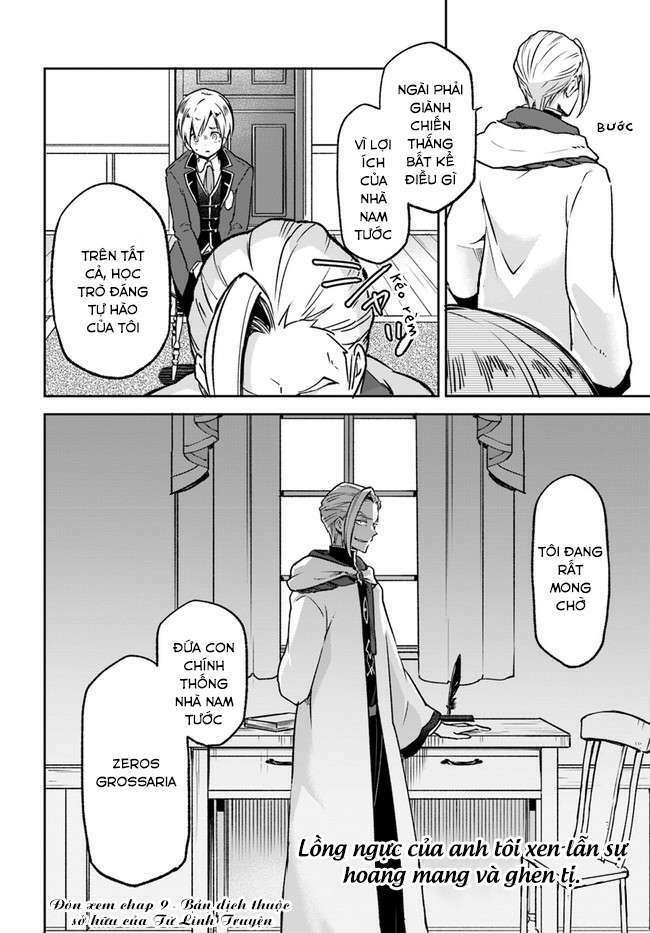 Bước
NGÀI PHẢI
GIÀNH
CHIẾN
THẮNG
BẤT KỂ
ĐIỀU GÌ
VÌ LỢI
ÍCH
CỦA
NHÀ
NAM
TƯỚC
Kéo rèm
TRÊN TẤT
CẢ, HỌC
TRÒ ĐÁNG
TỰ HÀO
CỦA TÔI
TÔI ĐANG
RẤT
MONG
CHỜ
ĐỨA CON
CHÍNH
THỐNG
NHÀ NAM
TƯỚC
ZEROS
GROSSARIA
Lồng ngực của anh tôi xen lẫn sự
hoang mang và ghen tị.
Đón xem chap 9 - Bản dịch thuộc
sở hữu của Tử Linh Truyện